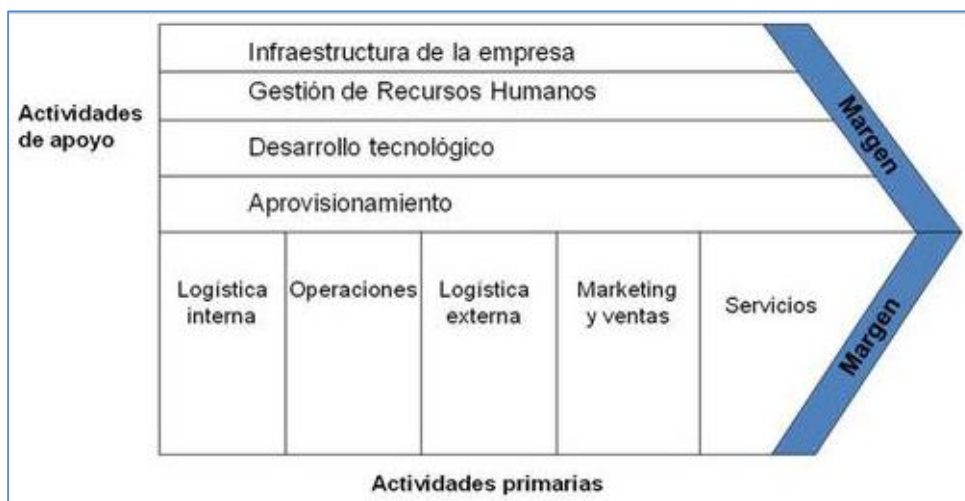 Infraestructura de la empresa
Gestión de Recursos Humanos
Actividades
de apoyo
Desarrollo tecnológico
Aprovisionamiento
Margen
Logística
interna
Operaciones
Logística
externa
Marketing
y ventas
Servicios
Margen
Actividades primarias